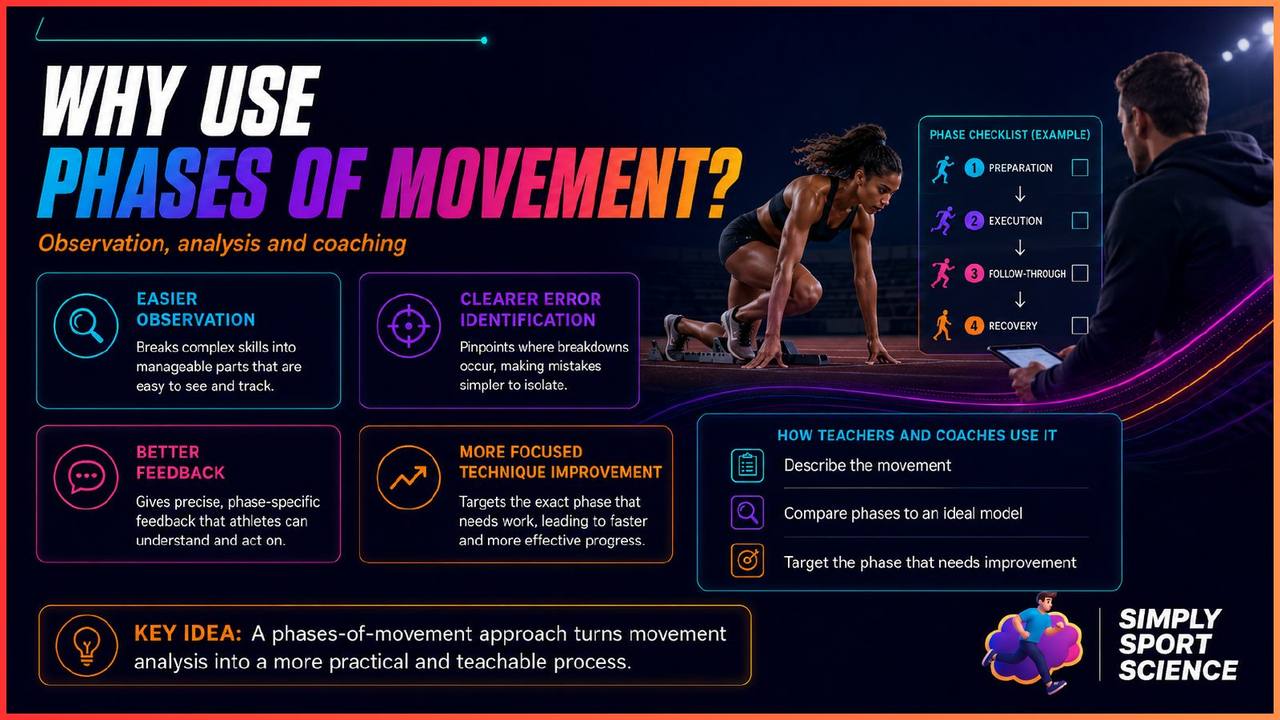 WHY USE
PHASES OF MOVEMENT?
Observation, analysis and coaching
EASIER
OBSERVATION
Breaks complex skills into
manageable parts that are
easy to see and track.
CLEARER ERROR
IDENTIFICATION
Pinpoints where breakdowns
occur, making mistakes
simpler to isolate.
BETTER
FEEDBACK
Gives precise, phase-specific
feedback that athletes can
understand and act on.
MORE FOCUSED
TECHNIQUE IMPROVEMENT
Targets the exact phase that
needs work, leading to faster
and more effective progress.
PHASE CHECKLIST (EXAMPLE)
1 PREPARATION
2 EXECUTION
3 FOLLOW-THROUGH
4 RECOVERY
HOW TEACHERS AND COACHES USE IT
Describe the movement
Compare phases to an ideal model
Target the phase that needs improvement
KEY IDEA: A phases-of-movement approach turns movement
analysis into a more practical and teachable process.
SIMPLY
SPORT
SCIENCE